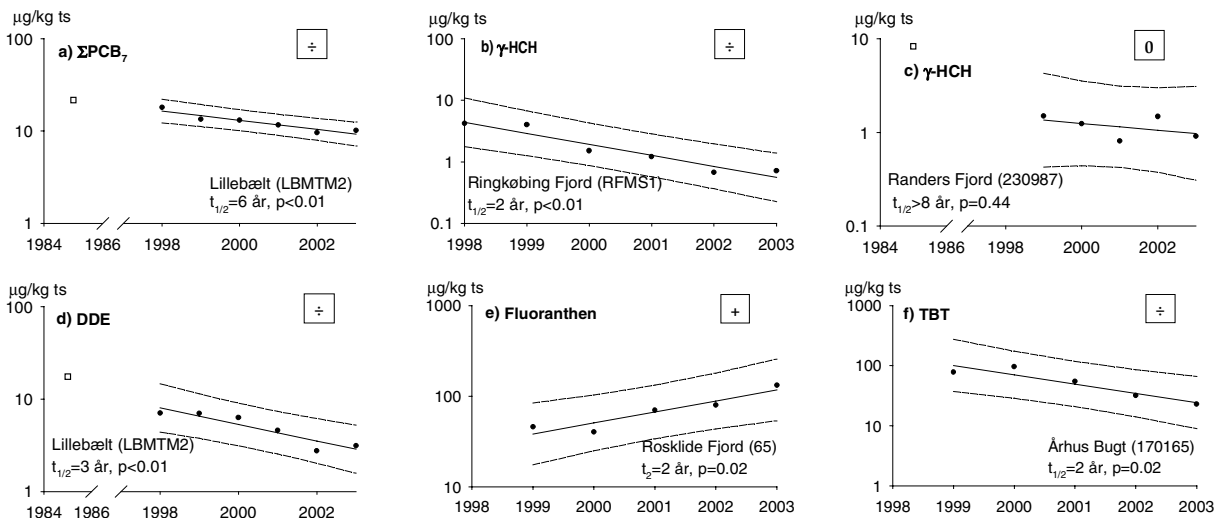 µg/kg ts
100
10
1
a) ΣPCB₇
÷
Lillebælt (LBMTM2)
t₁/₂=6 år, p<0.01
1984 1986 1998 2000 2002
µg/kg ts
100
10
1
0.1
b) γ-HCH
÷
Ringkøbing Fjord (RFMS1)
t₁/₂=2 år, p<0.01
1998 1999 2000 2001 2002 2003
µg/kg ts
10
1
0.1
c) γ-HCH
0
Randers Fjord (230987)
t₁/₂>8 år, p=0.44
1984 1986 1998 2000 2002
µg/kg ts
100
10
1
d) DDE
÷
Lillebælt (LBMTM2)
t₁/₂=3 år, p<0.01
1984 1986 1998 2000 2002
µg/kg ts
1000
100
10
e) Fluoranthen
+
Rosklide Fjord (65)
t₂=2 år, p=0.02
1998 1999 2000 2001 2002 2003
µg/kg ts
1000
100
10
1
f) TBT
÷
Århus Bugt (170165)
t₁/₂=2 år, p=0.02
1998 1999 2000 2001 2002 2003